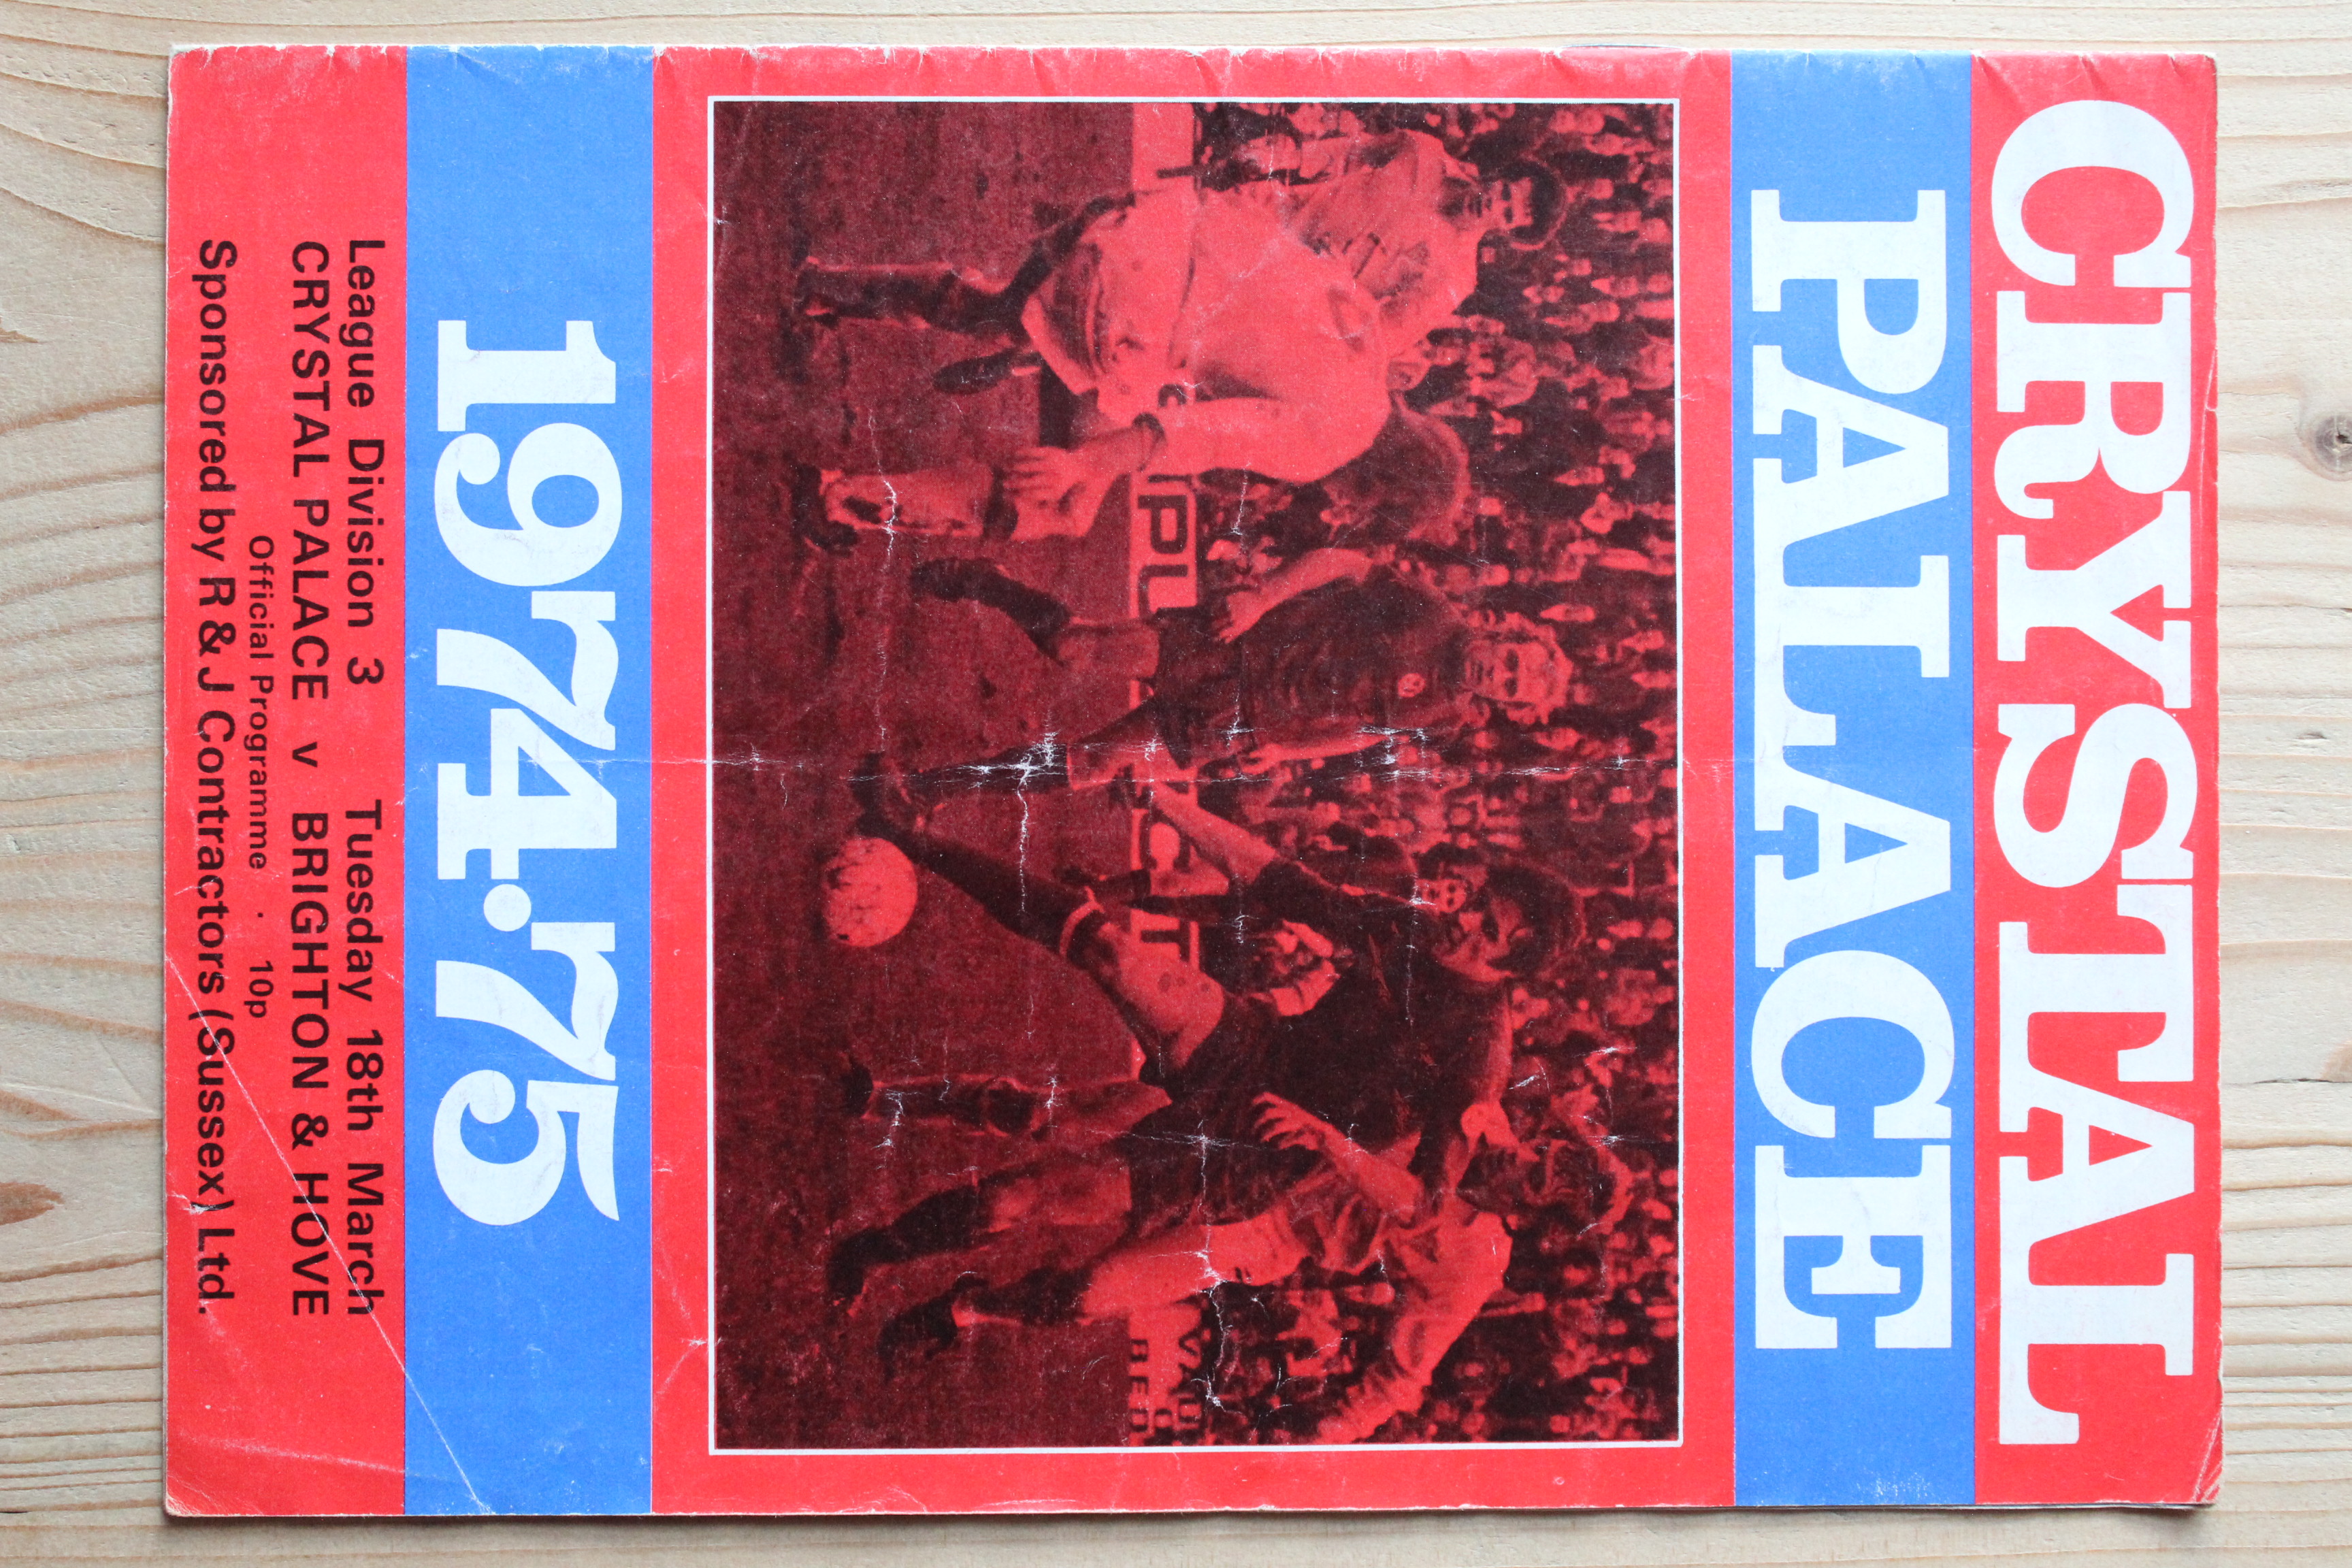 CRYSTAL
PALACE
1974.75
League Division 3 Tuesday 18th March
CRYSTAL PALACE v BRIGHTON & HOVE
Official Programme · 10p
Sponsored by R & J Contractors (Sussex) Ltd.